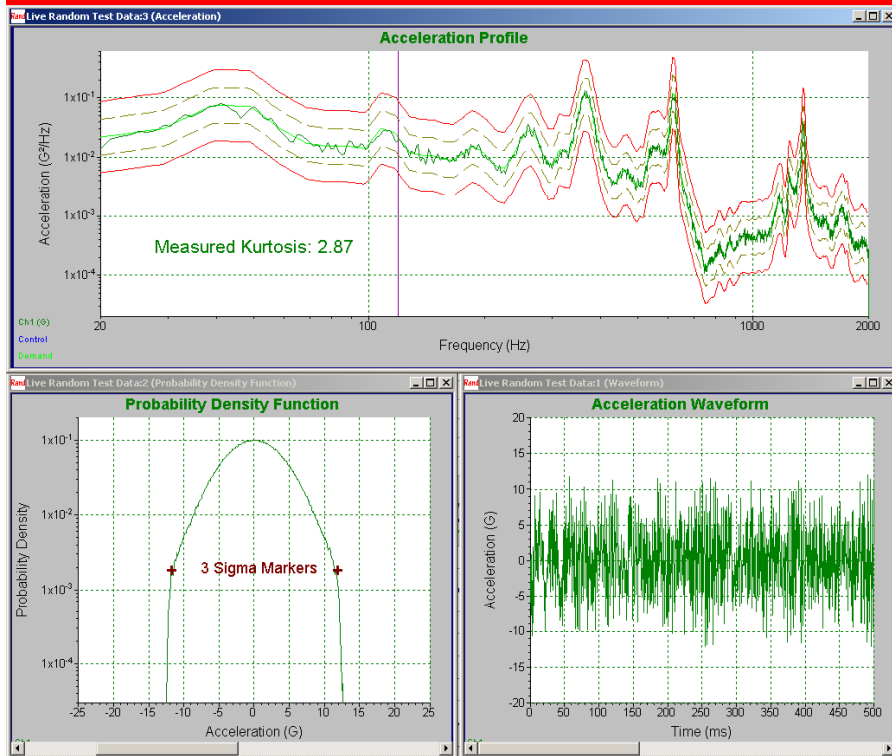 Rand Live Random Test Data:3 (Acceleration)
Acceleration Profile
Acceleration (G²/Hz)
1x10⁻¹
1x10⁻²
1x10⁻³
1x10⁻⁴
Measured Kurtosis: 2.87
Ch1 (G)
Control
Demand
20 100 1000 2000
Frequency (Hz)
Rand Live Random Test Data:2 (Probability Density Function)
Probability Density Function
Probability Density
1x10⁻¹
1x10⁻²
1x10⁻³
1x10⁻⁴
3 Sigma Markers
-25 -20 -15 -10 -5 0 5 10 15 20 25
Acceleration (G)
Rand Live Random Test Data:1 (Waveform)
Acceleration Waveform
Acceleration (G)
20
15
10
5
0
-5
-10
-15
-20
0 50 100 150 200 250 300 350 400 450 500
Time (ms)